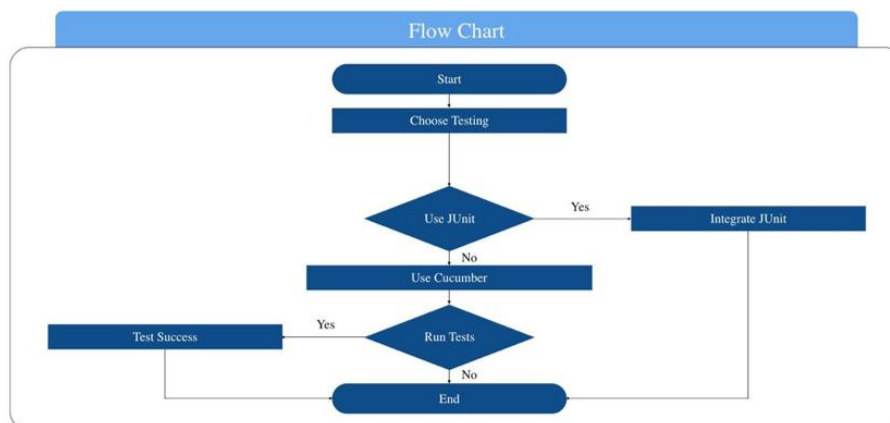 Flow Chart
Start
Choose Testing
Use JUnit
Yes
Integrate JUnit
No
Use Cucumber
Yes
Test Success
Run Tests
No
End